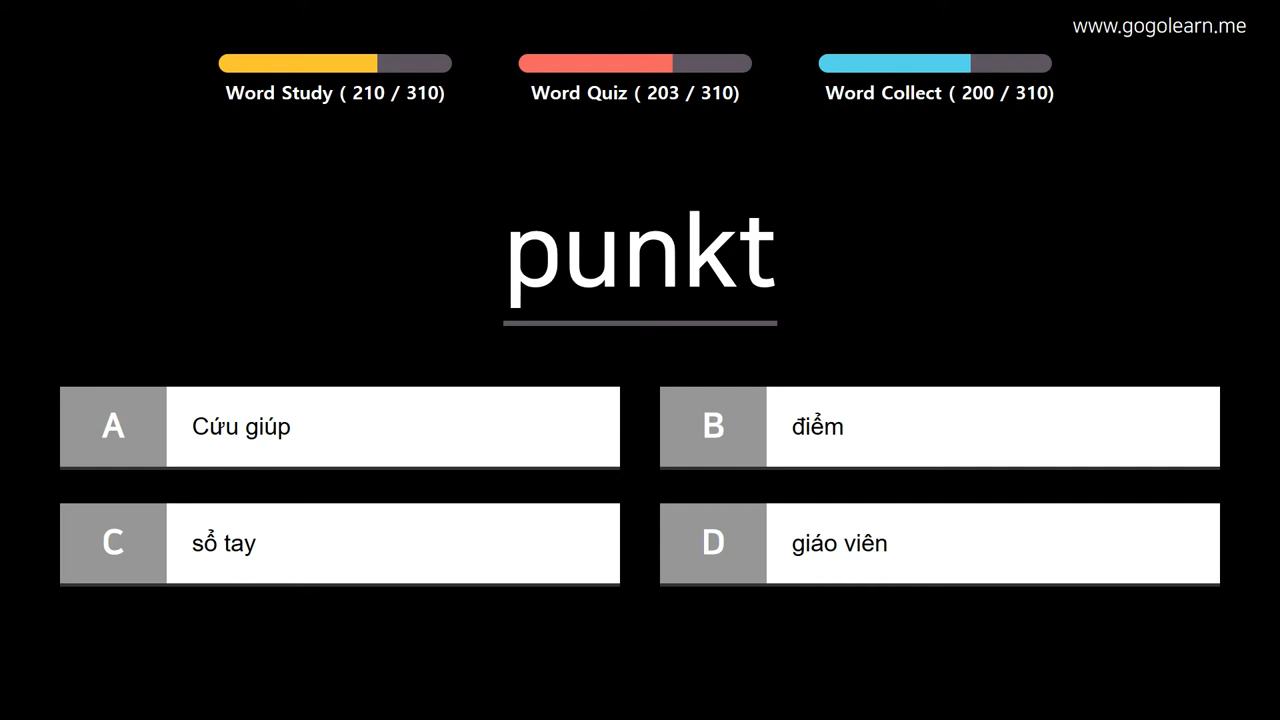 www.gogolearn.me
Word Study ( 210 / 310)
Word Quiz ( 203 / 310)
Word Collect ( 200 / 310)
punkt
A
Cứu giúp
B
điểm
C
sổ tay
D
giáo viên